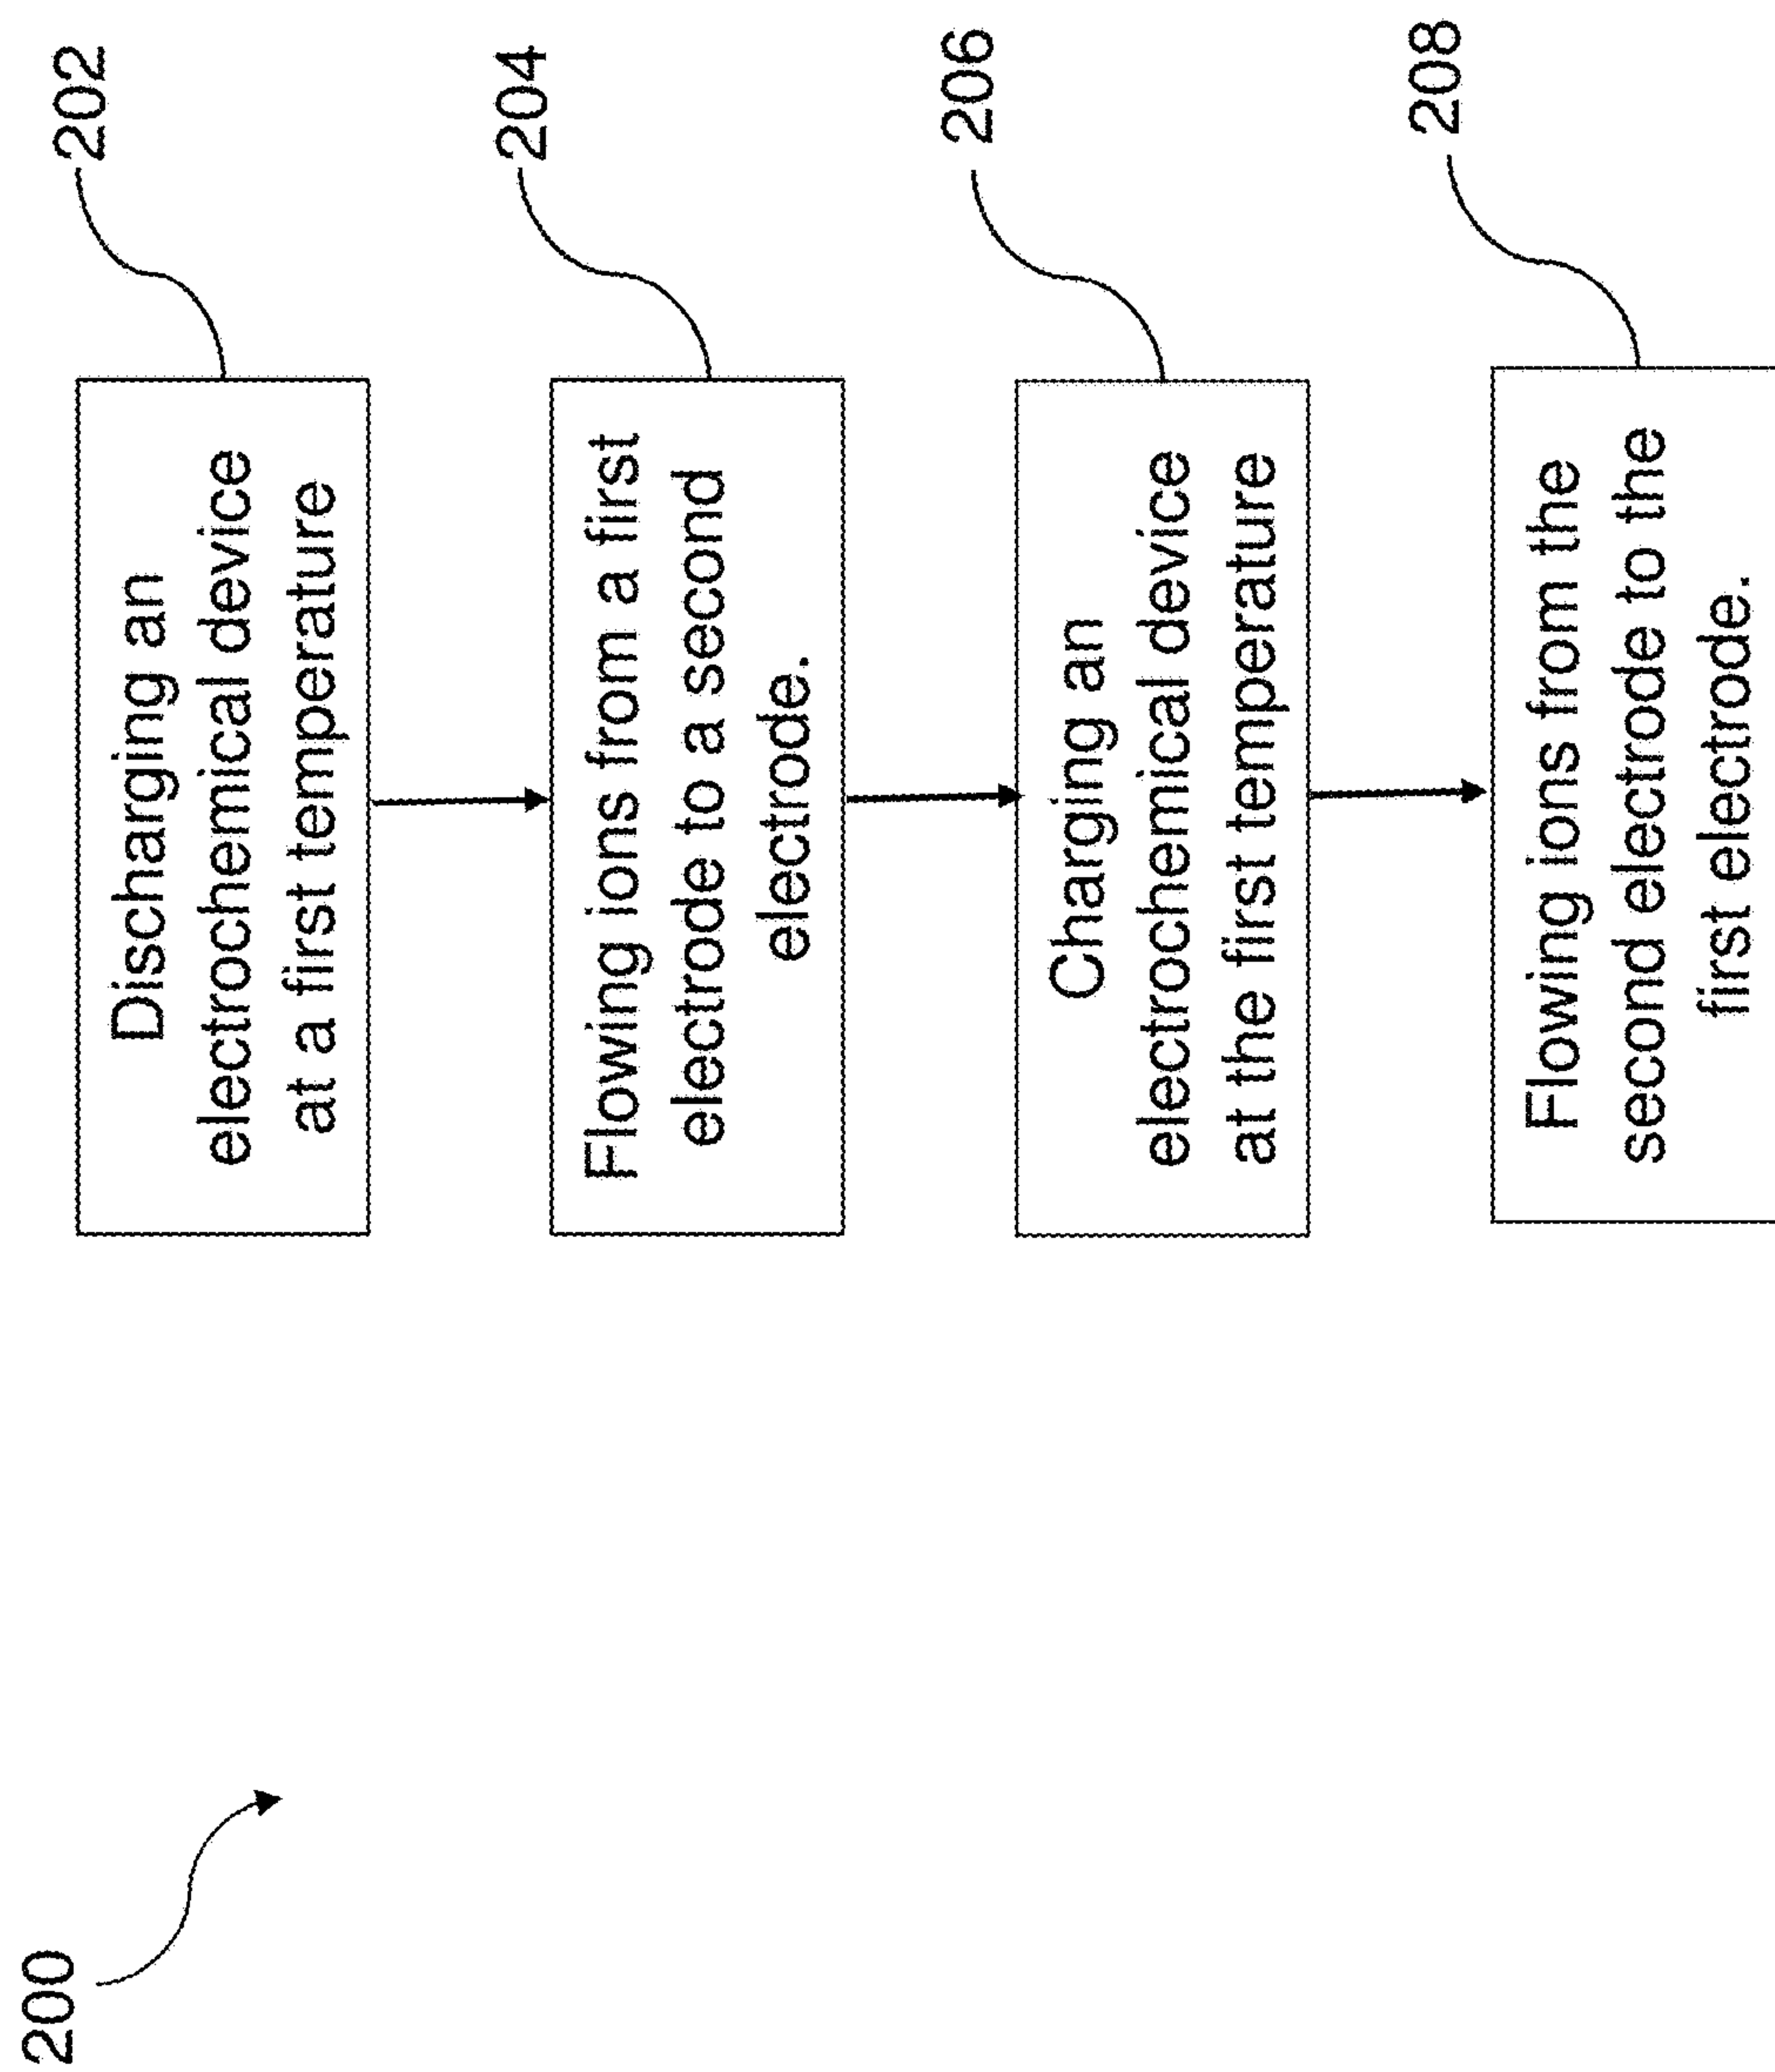 200
Discharging an
electrochemical device
at a first temperature
202
Flowing ions from a first
electrode to a second
electrode.
204
Charging an
electrochemical device
at the first temperature
206
Flowing ions from the
second electrode to the
first electrode.
208